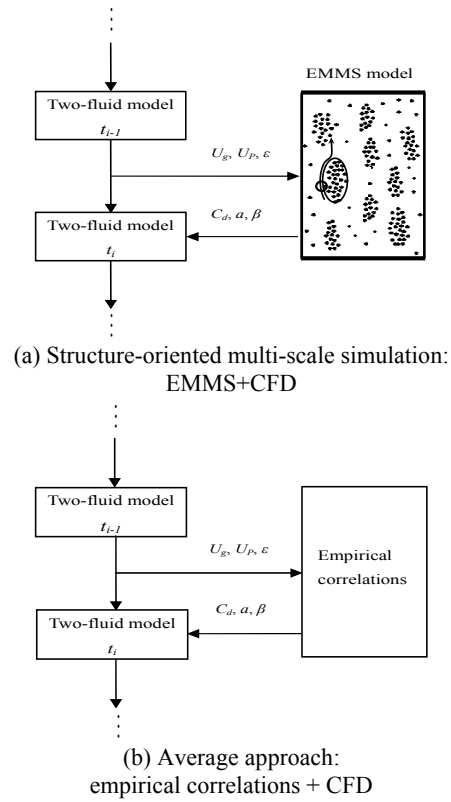 EMMS model
Two-fluid model
t_{i-1}
U_g, U_P, ε
Two-fluid model
t_i
C_d, a, β
(a) Structure-oriented multi-scale simulation:
EMMS+CFD
Two-fluid model
t_{i-1}
U_g, U_P, ε
Empirical
correlations
Two-fluid model
t_i
C_d, a, β
(b) Average approach:
empirical correlations + CFD